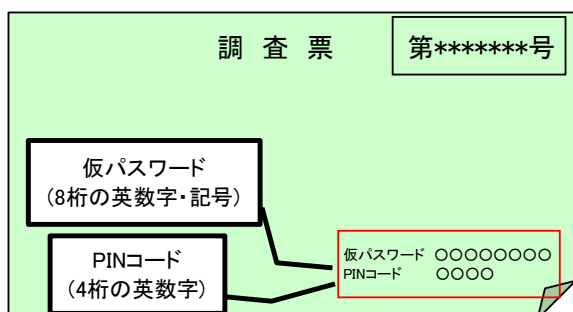 調 査 票
第*******号
仮パスワード
(8桁の英数字・記号)
PINコード
(4桁の英数字)
仮パスワード ○○○○○○○○
PINコード ○○○○